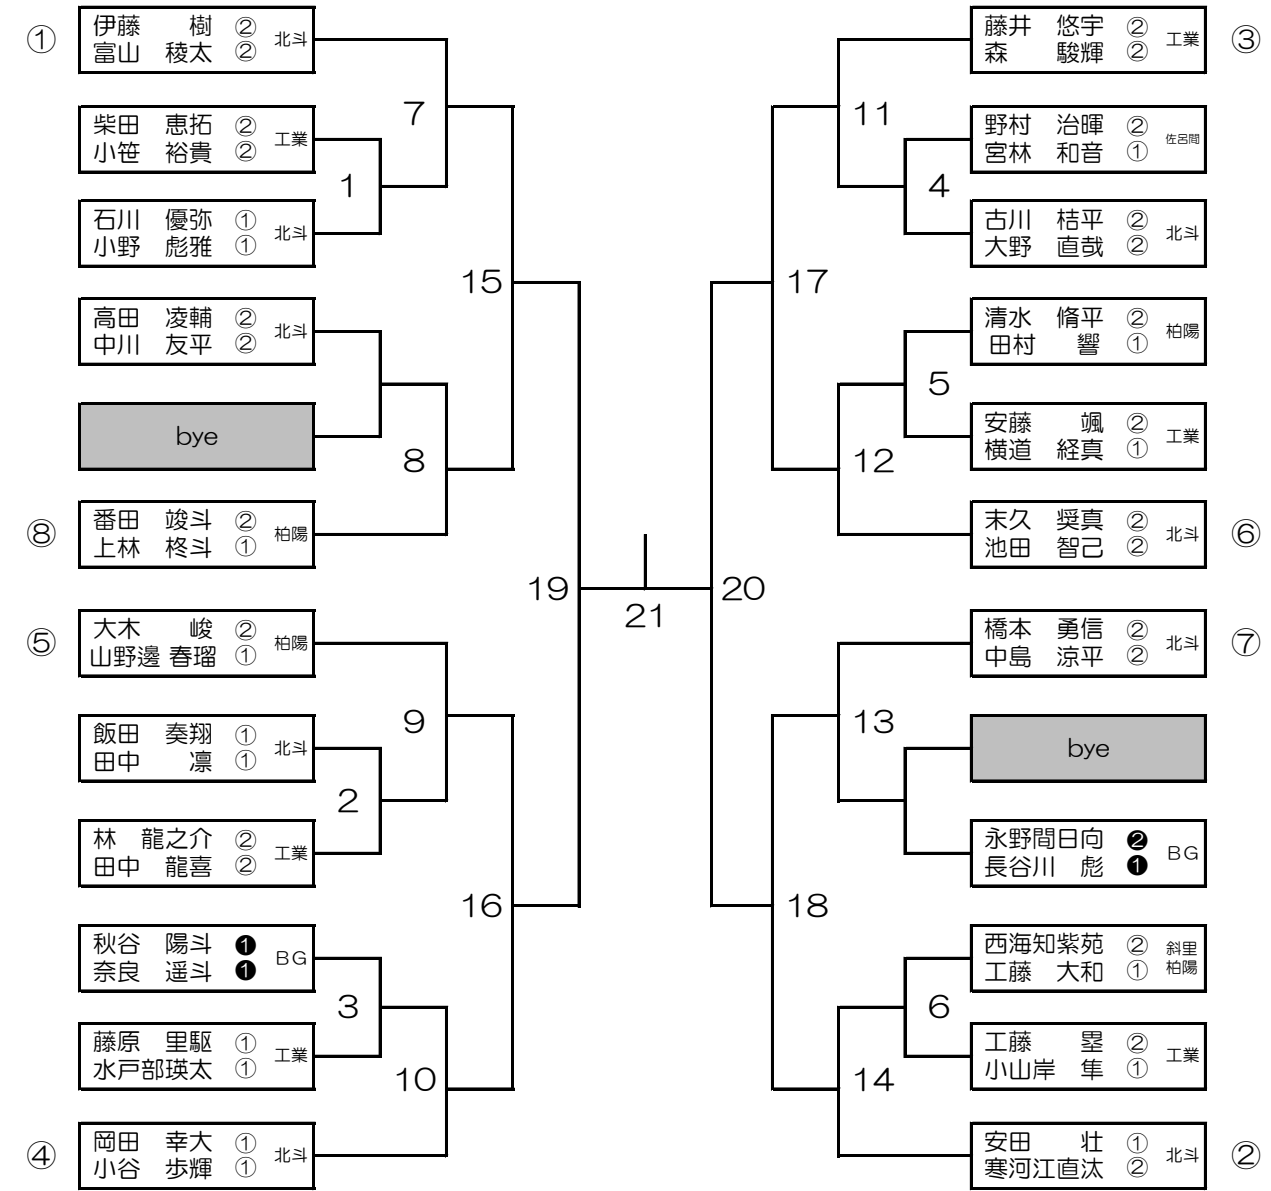 ①
伊藤 樹 ② 北斗
富山 稜太 ②
柴田 恵拓 ② 工業
小笹 裕貴 ②
石川 優弥 ① 北斗
小野 彪雅 ①
高田 凌輔 ② 北斗
中川 友平 ②
bye
⑧
番田 竣斗 ② 柏陽
上林 柊斗 ①
⑤
大木 峻 ② 柏陽
山野邊 春瑠 ①
飯田 奏翔 ① 北斗
田中 凛 ①
林 龍之介 ② 工業
田中 龍喜 ②
秋谷 陽斗 ❶ ＢＧ
奈良 遥斗 ❶
藤原 里駆 ① 工業
水戸部瑛太 ①
④
岡田 幸大 ① 北斗
小谷 歩輝 ①
7
1
15
8
19
9
2
16
3
10
21
11
4
17
5
12
20
13
18
6
14
藤井 悠宇 ② 工業
森 駿輝 ②
③
野村 治暉 ② 佐呂間
宮林 和音 ①
古川 桔平 ② 北斗
大野 直哉 ②
清水 脩平 ② 柏陽
田村 響 ①
安藤 颯 ② 工業
横道 経真 ①
末久 奨真 ② 北斗
池田 智己 ②
⑥
橋本 勇信 ② 北斗
中島 涼平 ②
⑦
bye
永野間日向 ❷ ＢＧ
長谷川 彪 ❶
西海知紫苑 ② 斜里
工藤 大和 ① 柏陽
工藤 塁 ② 工業
小山岸 隼 ①
安田 壮 ① 北斗
寒河江直汰 ②
②